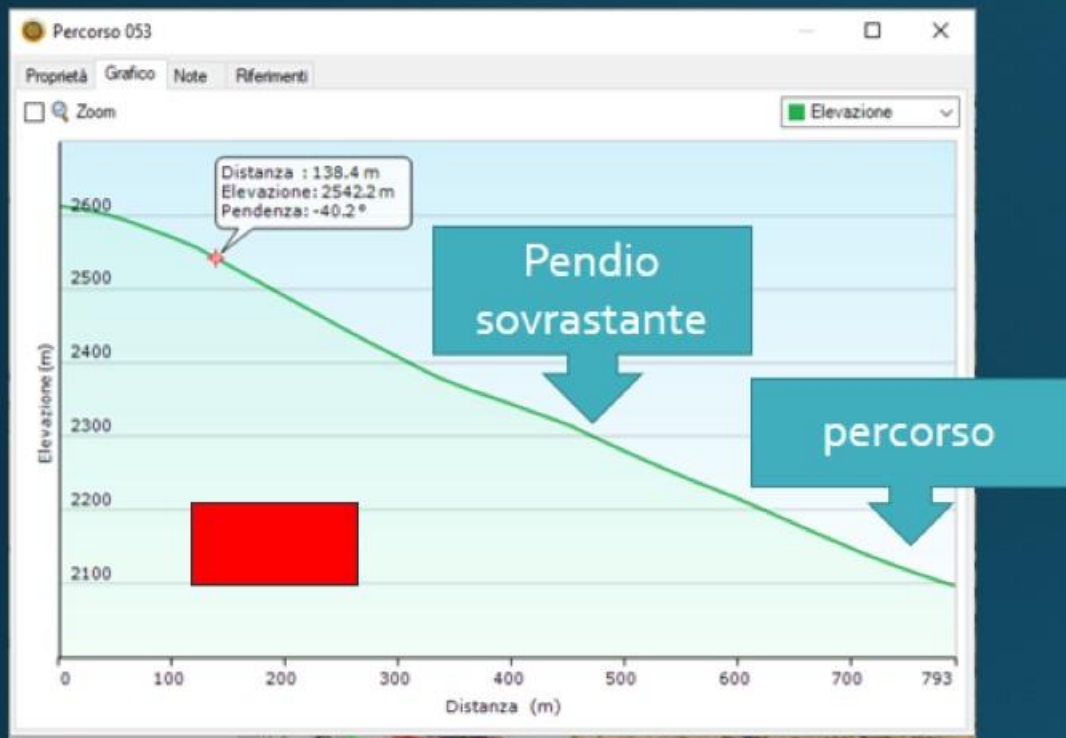 Percorso 053
Proprietà Grafico Note Riferimenti
Zoom
Elevazione
Distanza : 138.4 m
Elevazione: 2542.2 m
Pendenza: -40.2°
Pendio
sovrastante
percorso
Elevazione (m)
2600
2500
2400
2300
2200
2100
0 100 200 300 400 500 600 700 793
Distanza (m)